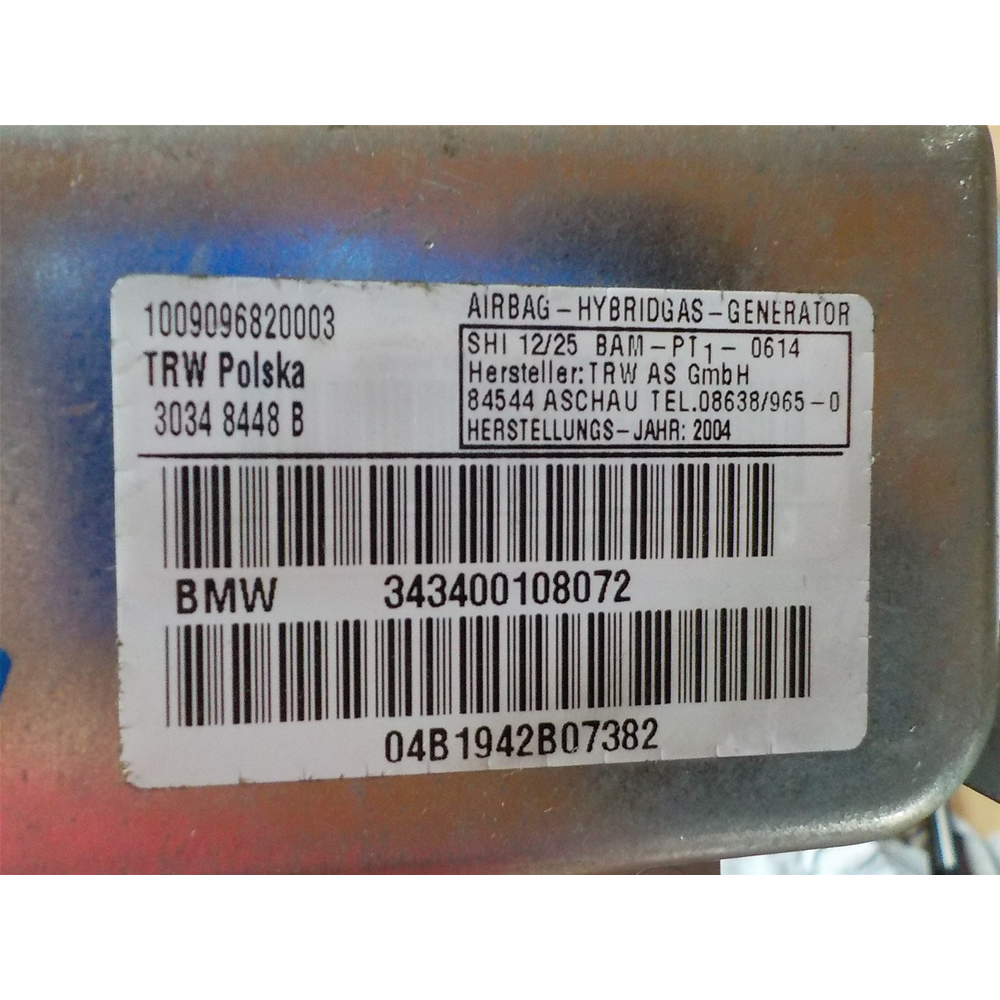 1009096820003
TRW Polska
3034 8448 B
AIRBAG-HYBRIDGAS-GENERATOR
SHI 12/25 BAM-PT1-0614
Hersteller:TRW AS GmbH
84544 ASCHAU TEL.08638/965-0
HERSTELLUNGS-JAHR: 2004
BMW 343400108072
04B1942B07382